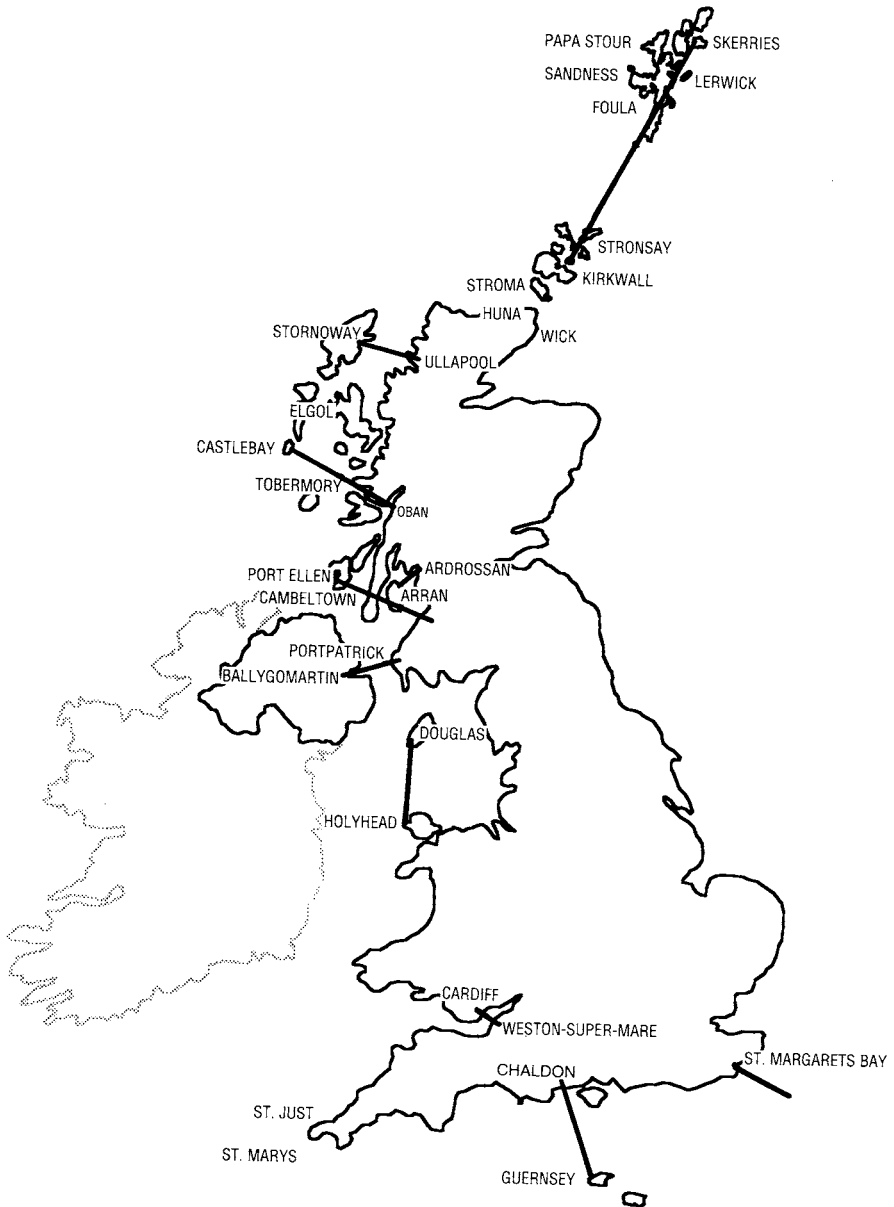 PAPA STOUR
SKERRIES
SANDNESS
LERWICK
FOULA
STRONSAY
KIRKWALL
STROMA
HUNA
STORNOWAY
WICK
ULLAPOOL
ELGOL
CASTLEBAY
TOBERMORY
OBAN
ARDROSSAN
PORT ELLEN
CAMBELTOWN
ARRAN
PORTPATRICK
BALLYGOMARTIN
DOUGLAS
HOLYHEAD
CARDIFF
WESTON-SUPER-MARE
ST. MARGARETS BAY
CHALDON
ST. JUST
ST. MARYS
GUERNSEY